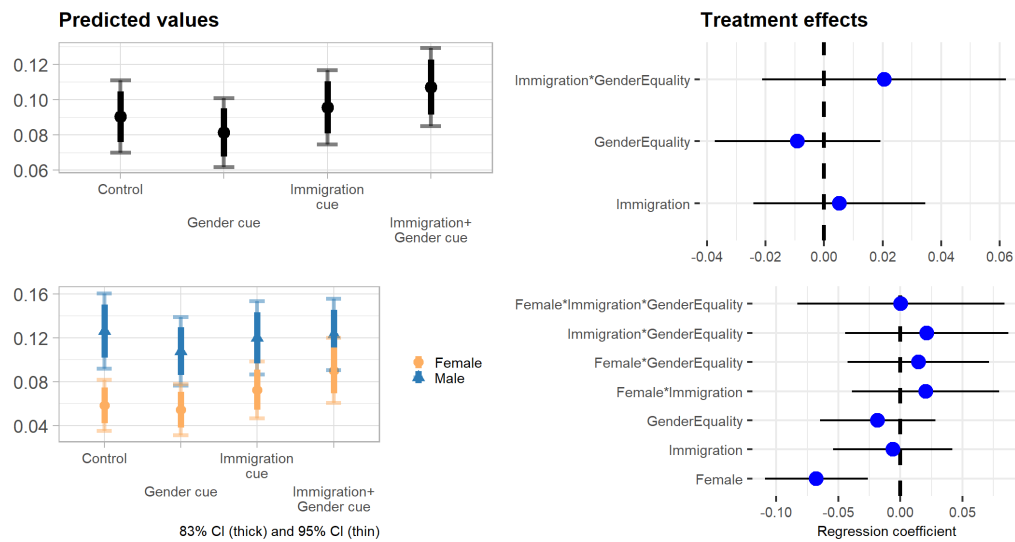 Predicted values
0.12
0.10
0.08
0.06
Control
Immigration
cue
Gender cue
Immigration+
Gender cue
Treatment effects
Immigration*GenderEquality
GenderEquality
Immigration
-0.04 -0.02 0.00 0.02 0.04 0.06
0.16
0.12
0.08
0.04
Control
Immigration
cue
Gender cue
Immigration+
Gender cue
Female
Male
83% CI (thick) and 95% CI (thin)
Female*Immigration*GenderEquality
Immigration*GenderEquality
Female*GenderEquality
Female*Immigration
GenderEquality
Immigration
Female
-0.10 -0.05 0.00 0.05
Regression coefficient